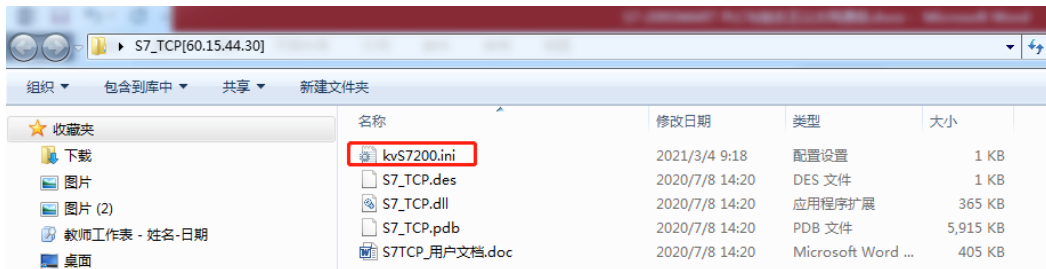 S7_TCP[60.15.44.30]
组织 包含到库中 共享 新建文件夹
收藏夹 名称 修改日期 类型 大小
下载 kvS7200.ini 2021/3/4 9:18 配置设置 1 KB
图片 S7_TCP.des 2020/7/8 14:20 DES 文件 1 KB
图片 (2) S7_TCP.dll 2020/7/8 14:20 应用程序扩展 365 KB
教师工作表 - 姓名-日期 S7_TCP.pdb 2020/7/8 14:20 PDB 文件 5,915 KB
桌面 S7TCP_用户文档.doc 2020/7/8 14:20 Microsoft Word ... 405 KB